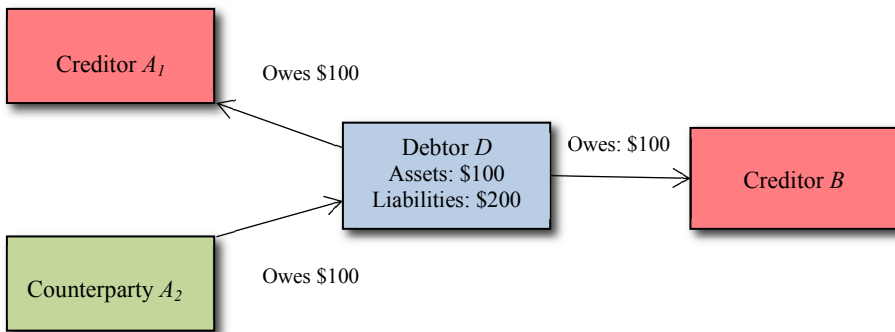 Creditor A1
Owes $100
Debtor D
Assets: $100
Liabilities: $200
Owes: $100
Creditor B
Counterparty A2
Owes $100